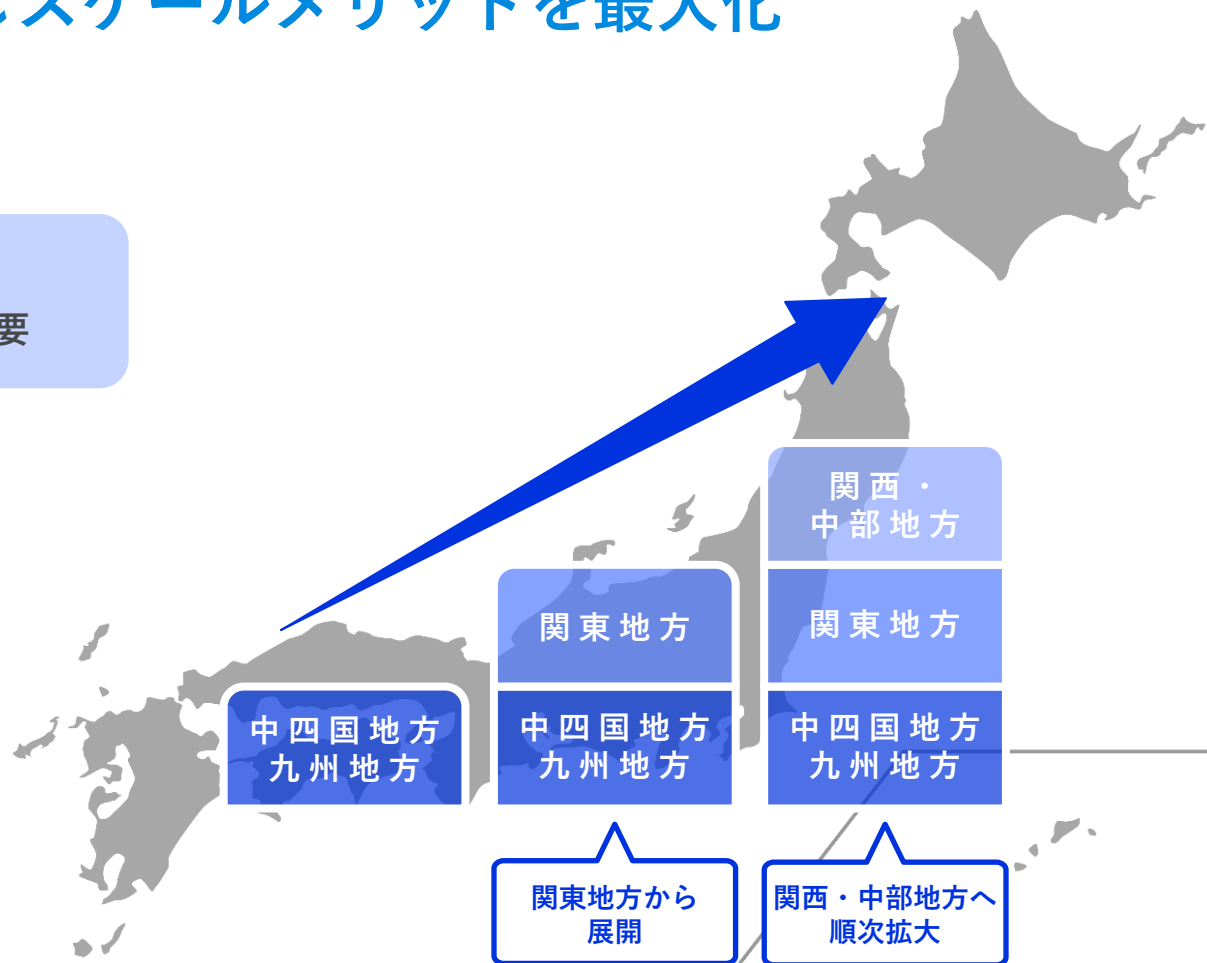 スケールメリットを最大化
要
関西・
中部地方
関東地方
関東地方
中四国地方
九州地方
中四国地方
九州地方
中四国地方
九州地方
関東地方から
展開
関西・中部地方へ
順次拡大